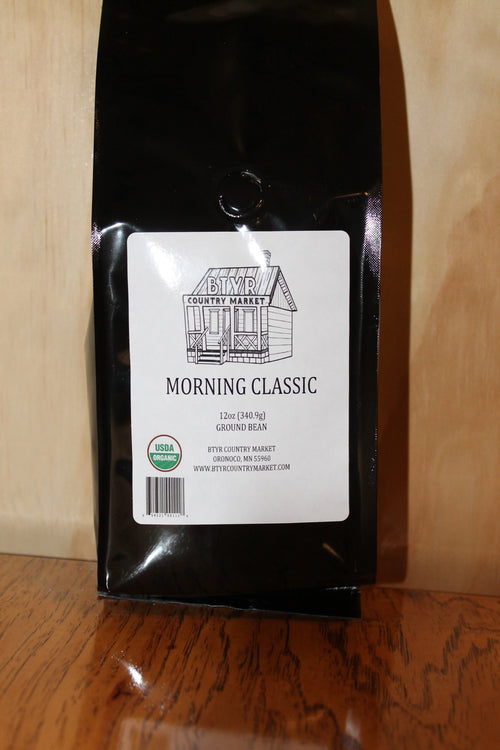 BTYR
COUNTRY MARKET
MORNING CLASSIC
12oz (340.9g)
GROUND BEAN
BTYR COUNTRY MARKET
ORONOCO, MN 55960
WWW.BTYRCOUNTRYMARKET.COM
USDA
ORGANIC